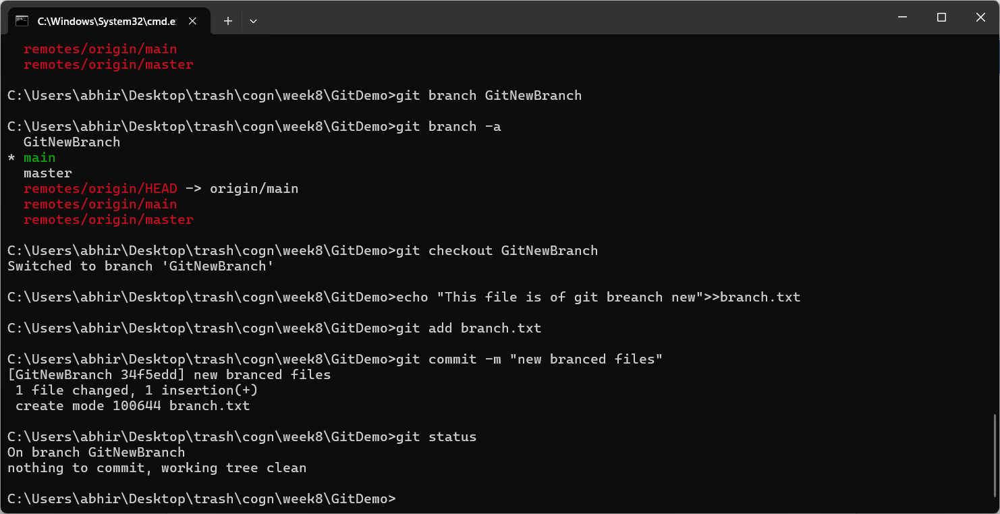 C:\Windows\System32\cmd.e
remotes/origin/main
remotes/origin/master
C:\Users\abhir\Desktop\trash\cogn\week8\GitDemo>git branch GitNewBranch
C:\Users\abhir\Desktop\trash\cogn\week8\GitDemo>git branch -a
GitNewBranch
* main
master
remotes/origin/HEAD -> origin/main
remotes/origin/main
remotes/origin/master
C:\Users\abhir\Desktop\trash\cogn\week8\GitDemo>git checkout GitNewBranch
Switched to branch 'GitNewBranch'
C:\Users\abhir\Desktop\trash\cogn\week8\GitDemo>echo "This file is of git breanch new">>branch.txt
C:\Users\abhir\Desktop\trash\cogn\week8\GitDemo>git add branch.txt
C:\Users\abhir\Desktop\trash\cogn\week8\GitDemo>git commit -m "new branced files"
[GitNewBranch 34f5edd] new branced files
1 file changed, 1 insertion(+)
create mode 100644 branch.txt
C:\Users\abhir\Desktop\trash\cogn\week8\GitDemo>git status
On branch GitNewBranch
nothing to commit, working tree clean
C:\Users\abhir\Desktop\trash\cogn\week8\GitDemo>